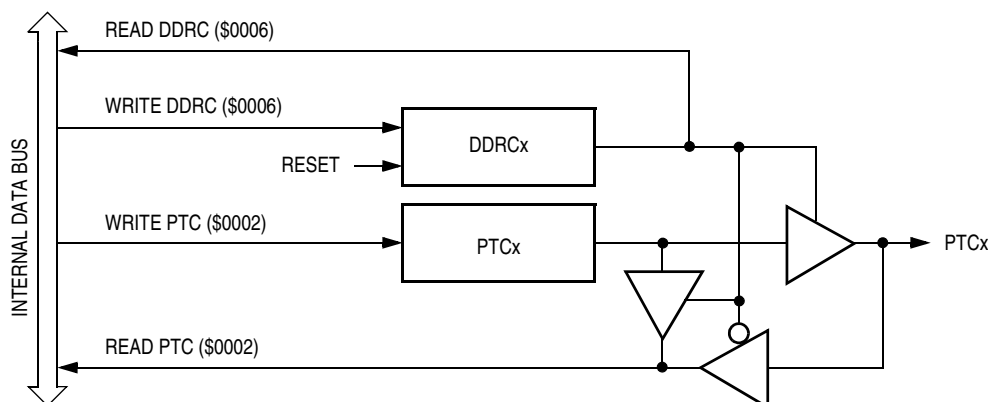 READ DDRC ($0006)
WRITE DDRC ($0006)
DDRCx
RESET
WRITE PTC ($0002)
PTCx
PTCx
READ PTC ($0002)
INTERNAL DATA BUS